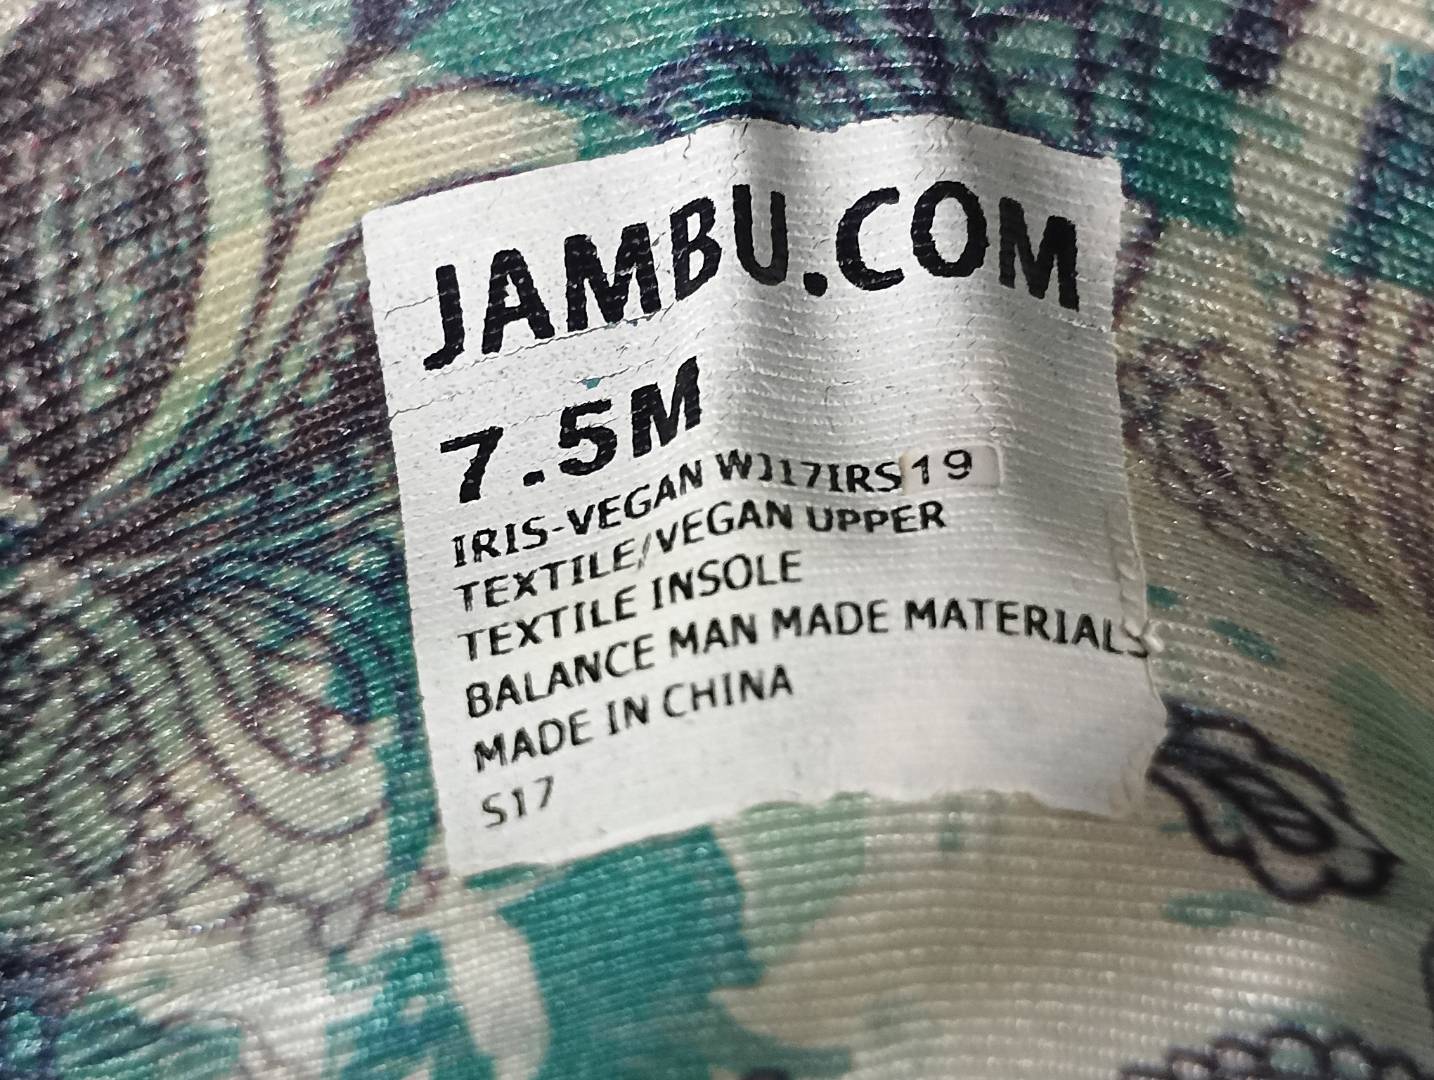 JAMBU.COM
7.5M
IRIS-VEGAN WJ17IRS19
TEXTILE/VEGAN UPPER
TEXTILE INSOLE
BALANCE MAN MADE MATERIALS
MADE IN CHINA
S17